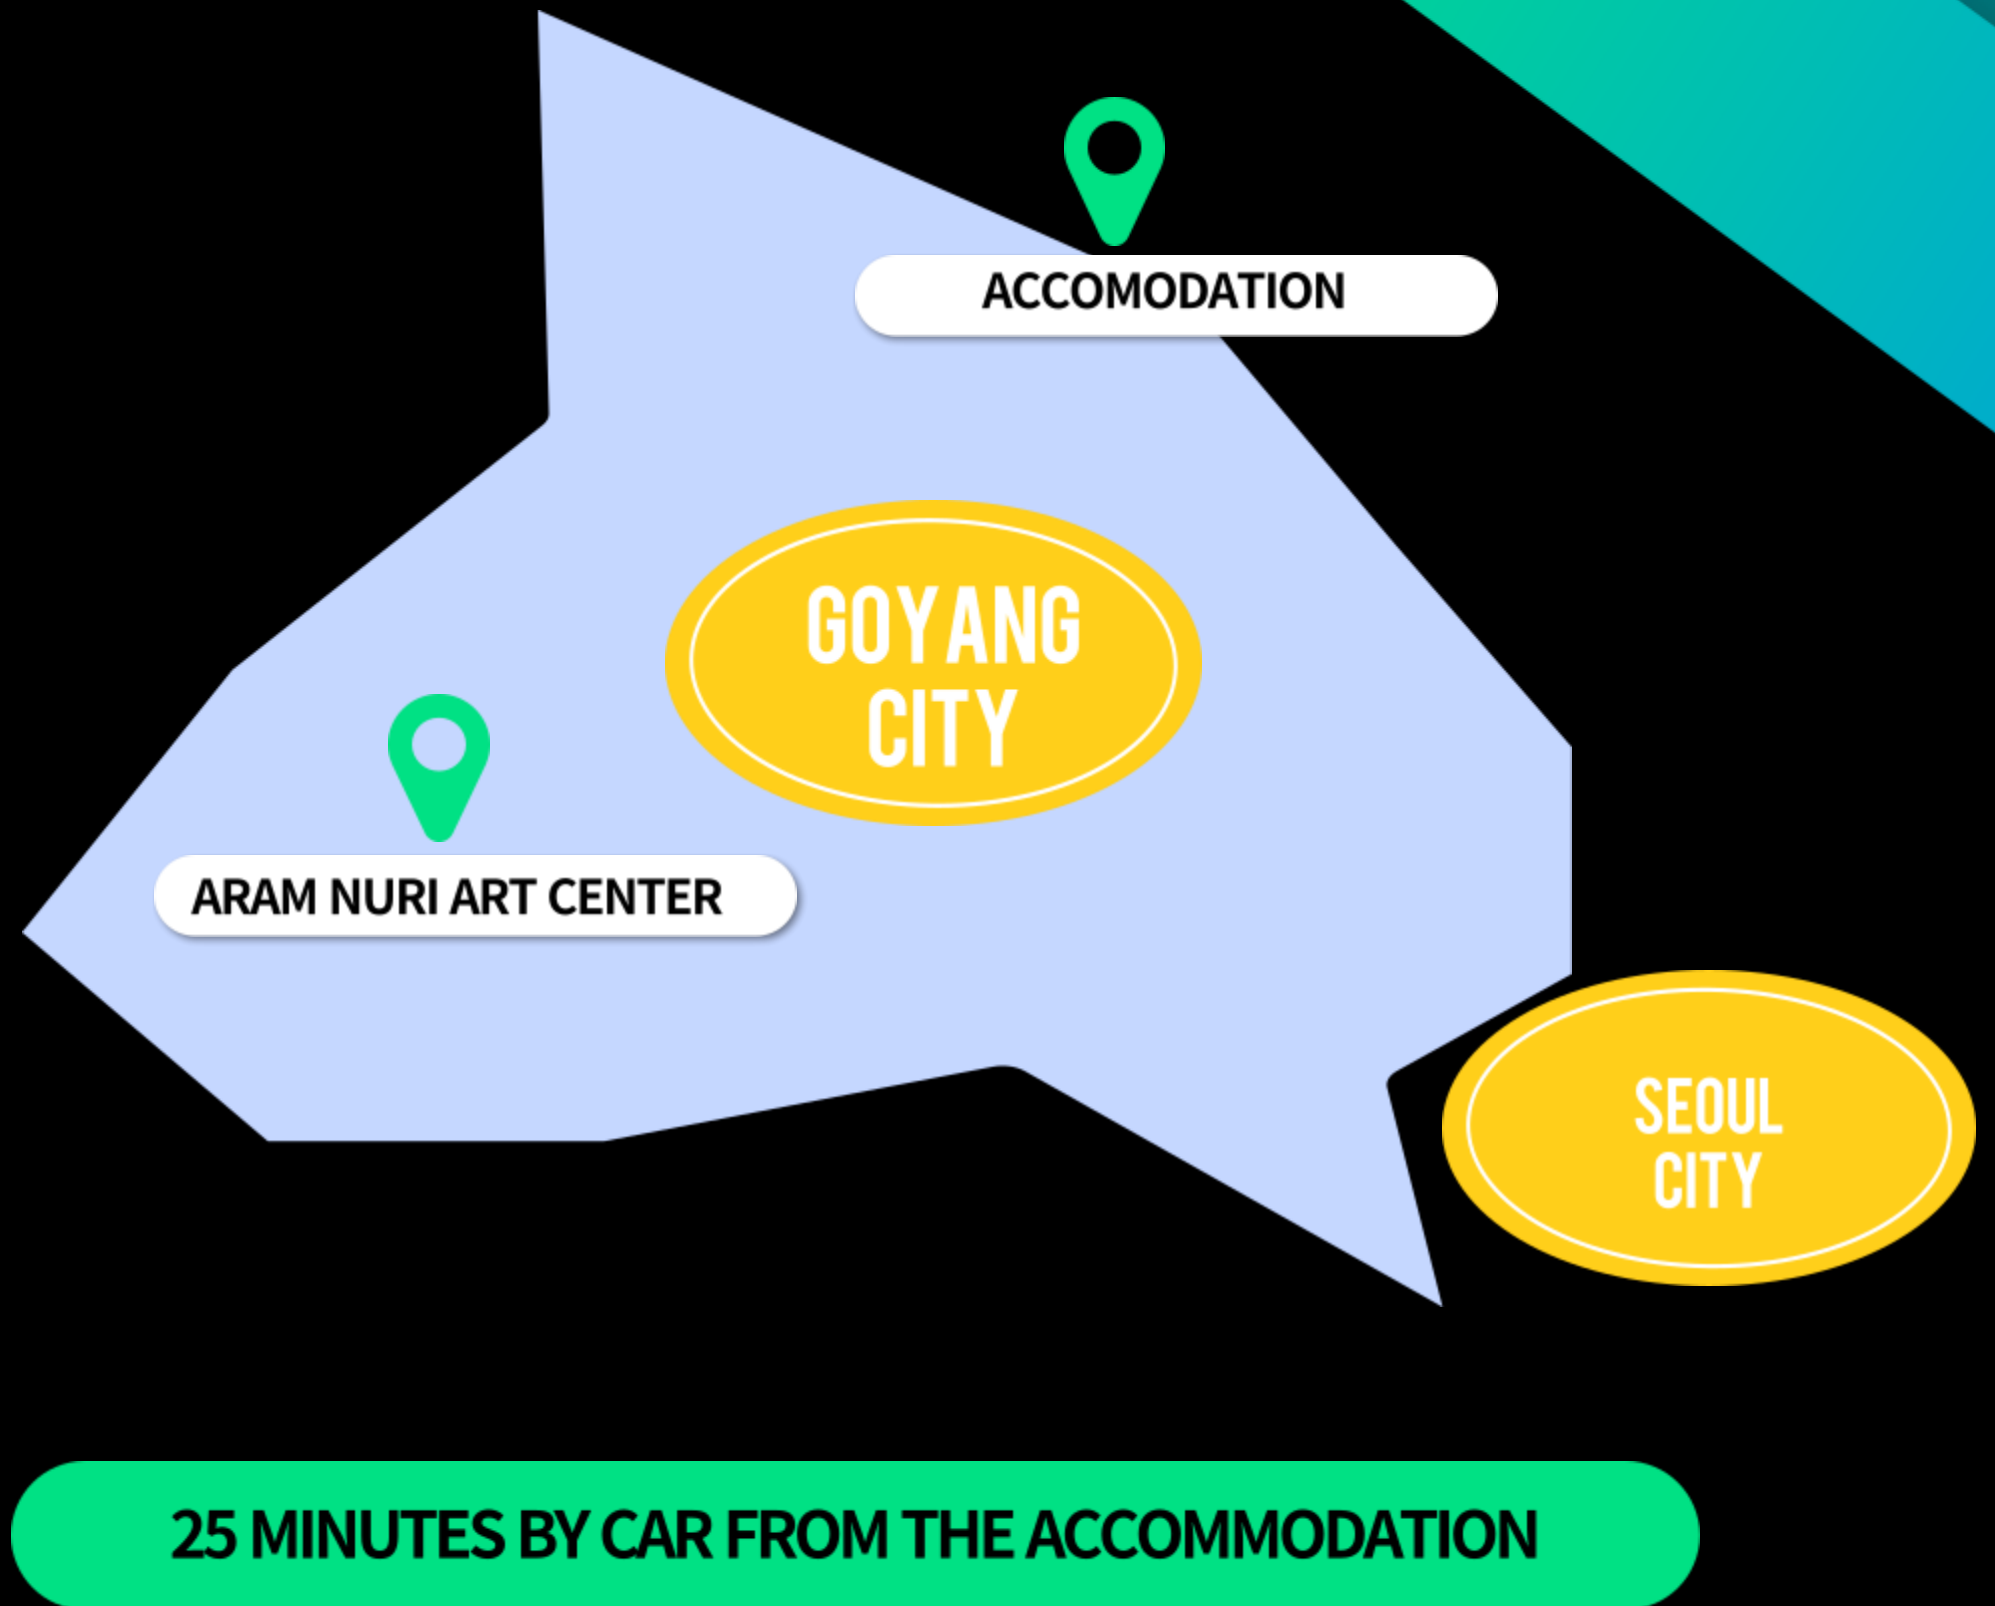 ACCOMODATION
GOYANG
CITY
ARAM NURI ART CENTER
SEOUL
CITY
25 MINUTES BY CAR FROM THE ACCOMMODATION